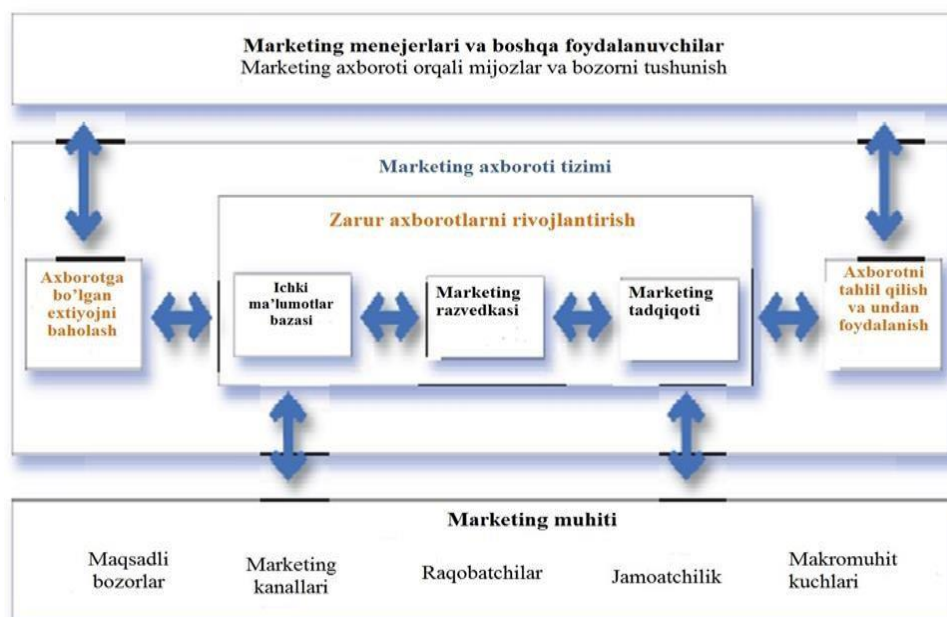 Marketing menejerlari va boshqa foydalanuvchilar
Marketing axboroti orqali mijozlar va bozorni tushunish
Marketing axboroti tizimi
Zarur axborotlarni rivojlantirish
Axborotga
bo’lgan
extiyojni
baholash
Ichki
ma’lumotlar
bazasi
Marketing
razvedkasi
Marketing
tadqiqoti
Axborotni
tahlil qilish
va undan
foydalanish
Marketing muhiti
Maqsadli
bozorlar
Marketing
kanallari
Raqobatchilar
Jamoatchilik
Makromuhit
kuchlari